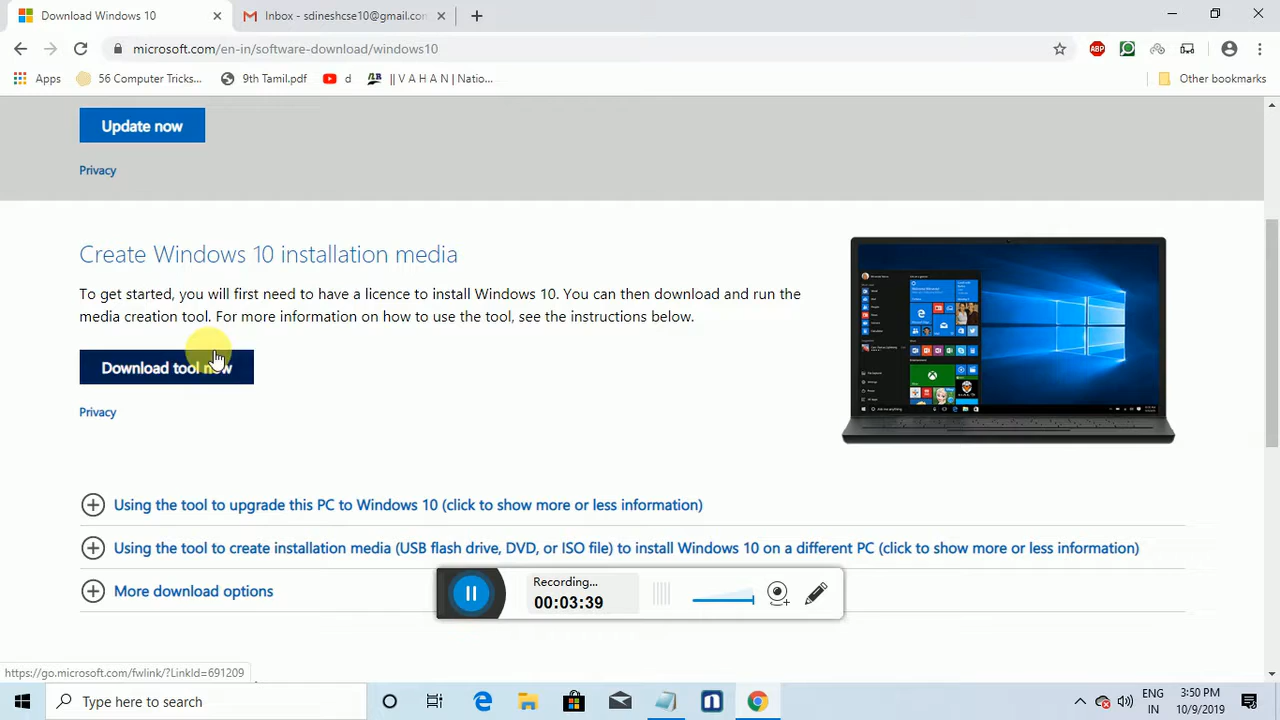 Download Windows 10
Inbox - sdineshcse10@gmail.com
microsoft.com/en-in/software-download/windows10
ABP
Apps
56 Computer Tricks...
9th Tamil.pdf
d
|| V A H A N | Natio...
Other bookmarks
Update now
Privacy
Create Windows 10 installation media
To get started, you will first need to have a licence to install Windows 10. You can then download and run the
media creation tool. For more information on how to use the tool, see the instructions below.
Download tool now
Privacy
Using the tool to upgrade this PC to Windows 10 (click to show more or less information)
Using the tool to create installation media (USB flash drive, DVD, or ISO file) to install Windows 10 on a different PC (click to show more or less information)
More download options
Recording...
00:03:39
https://go.microsoft.com/fwlink/?LinkId=691209
Type here to search
ENG
IN
3:50 PM
10/9/2019